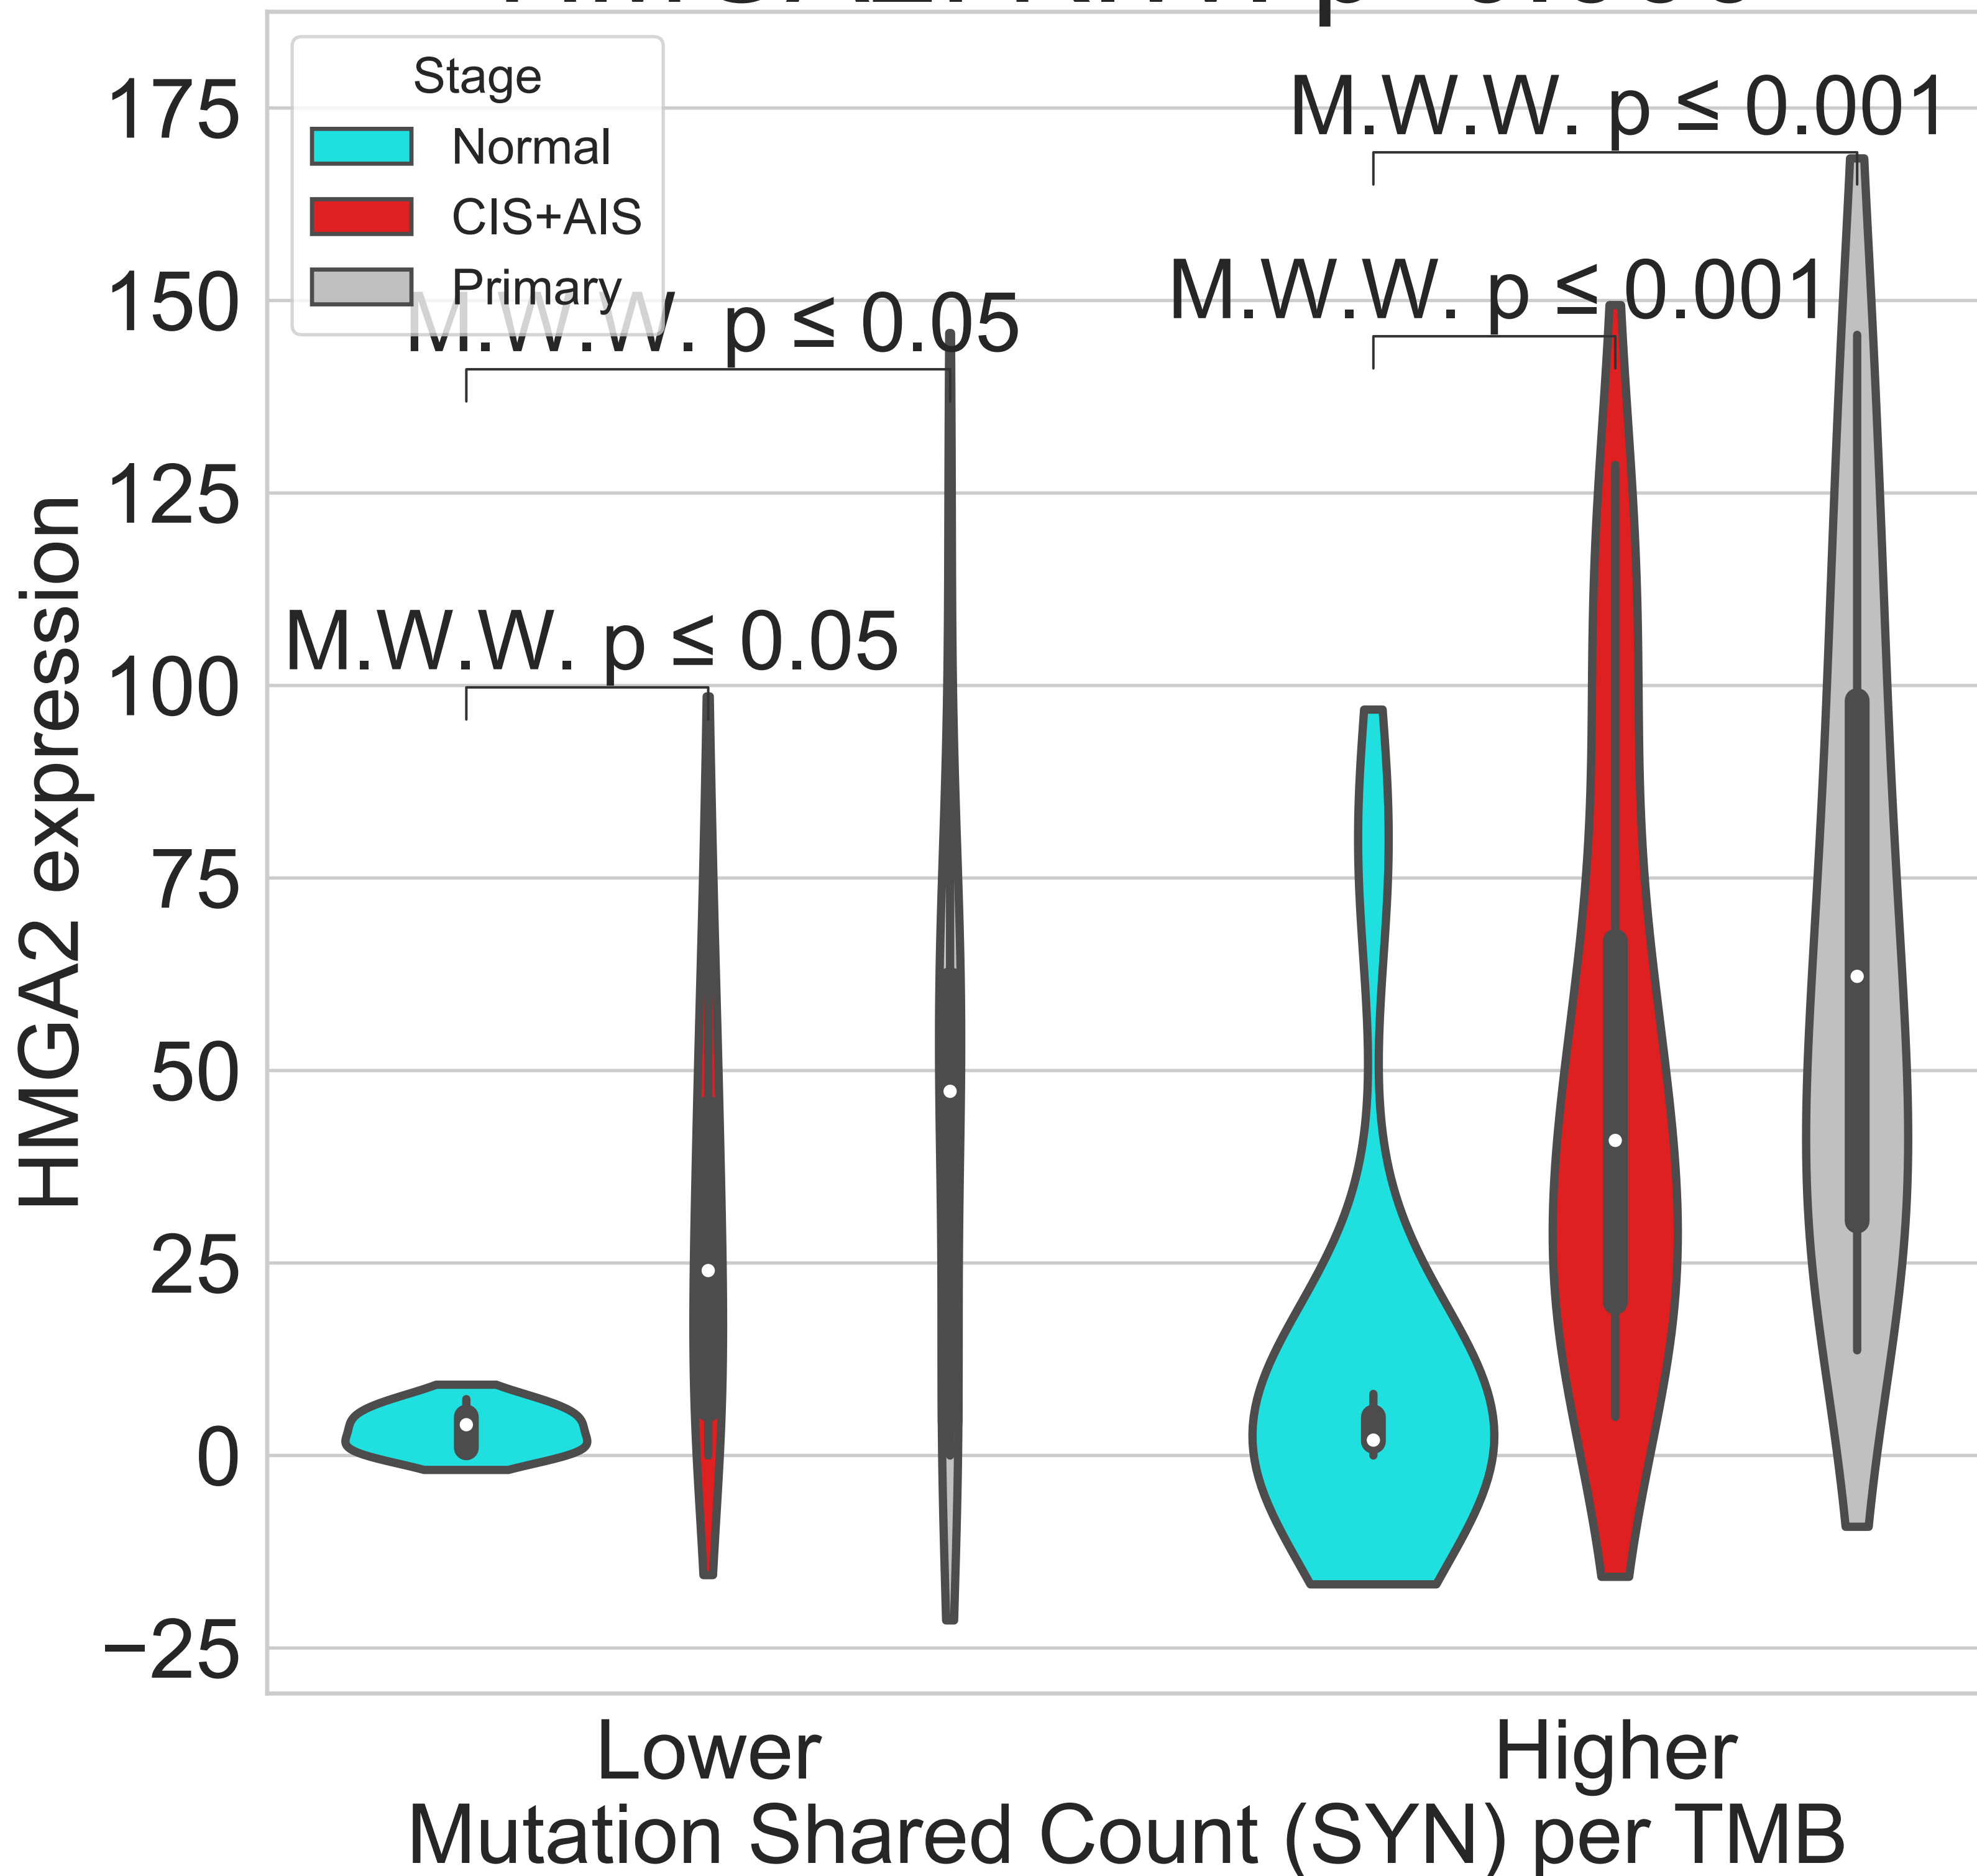 Stage
Normal
CIS+AIS
Primary
M.W.W. p ≤ 0.001
M.W.W. p ≤ 0.001
M.W.W. p ≤ 0.05
M.W.W. p ≤ 0.05
175
150
125
100
75
50
25
0
−25
HMGA2 expression
Lower
Higher
Mutation Shared Count (SYN) per TMB